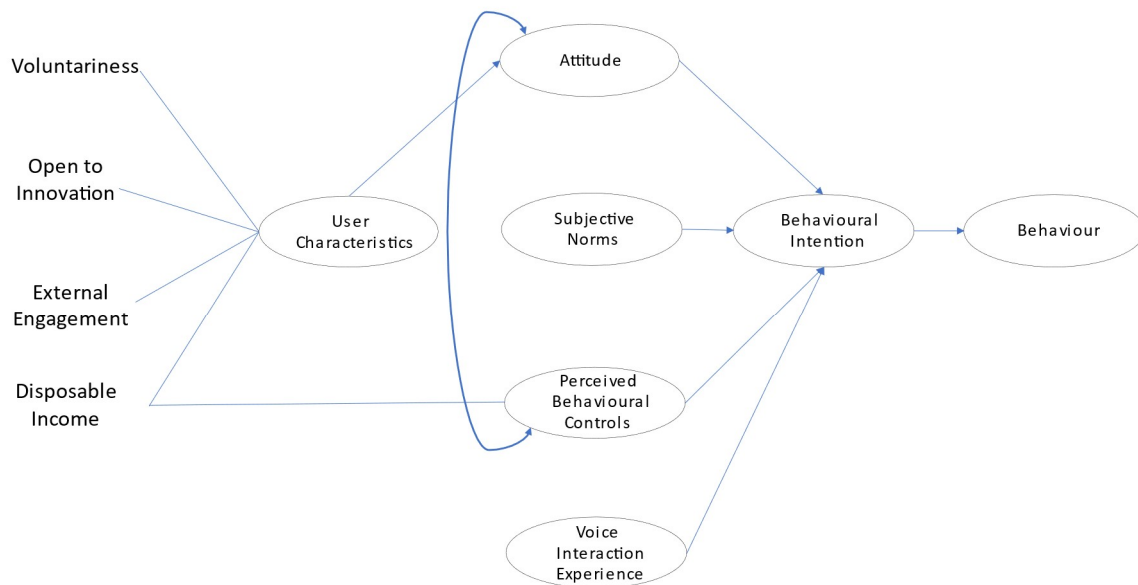 Voluntariness
Open to
Innovation
External
Engagement
Disposable
Income
User
Characteristics
Attitude
Subjective
Norms
Perceived
Behavioural
Controls
Voice
Interaction
Experience
Behavioural
Intention
Behaviour